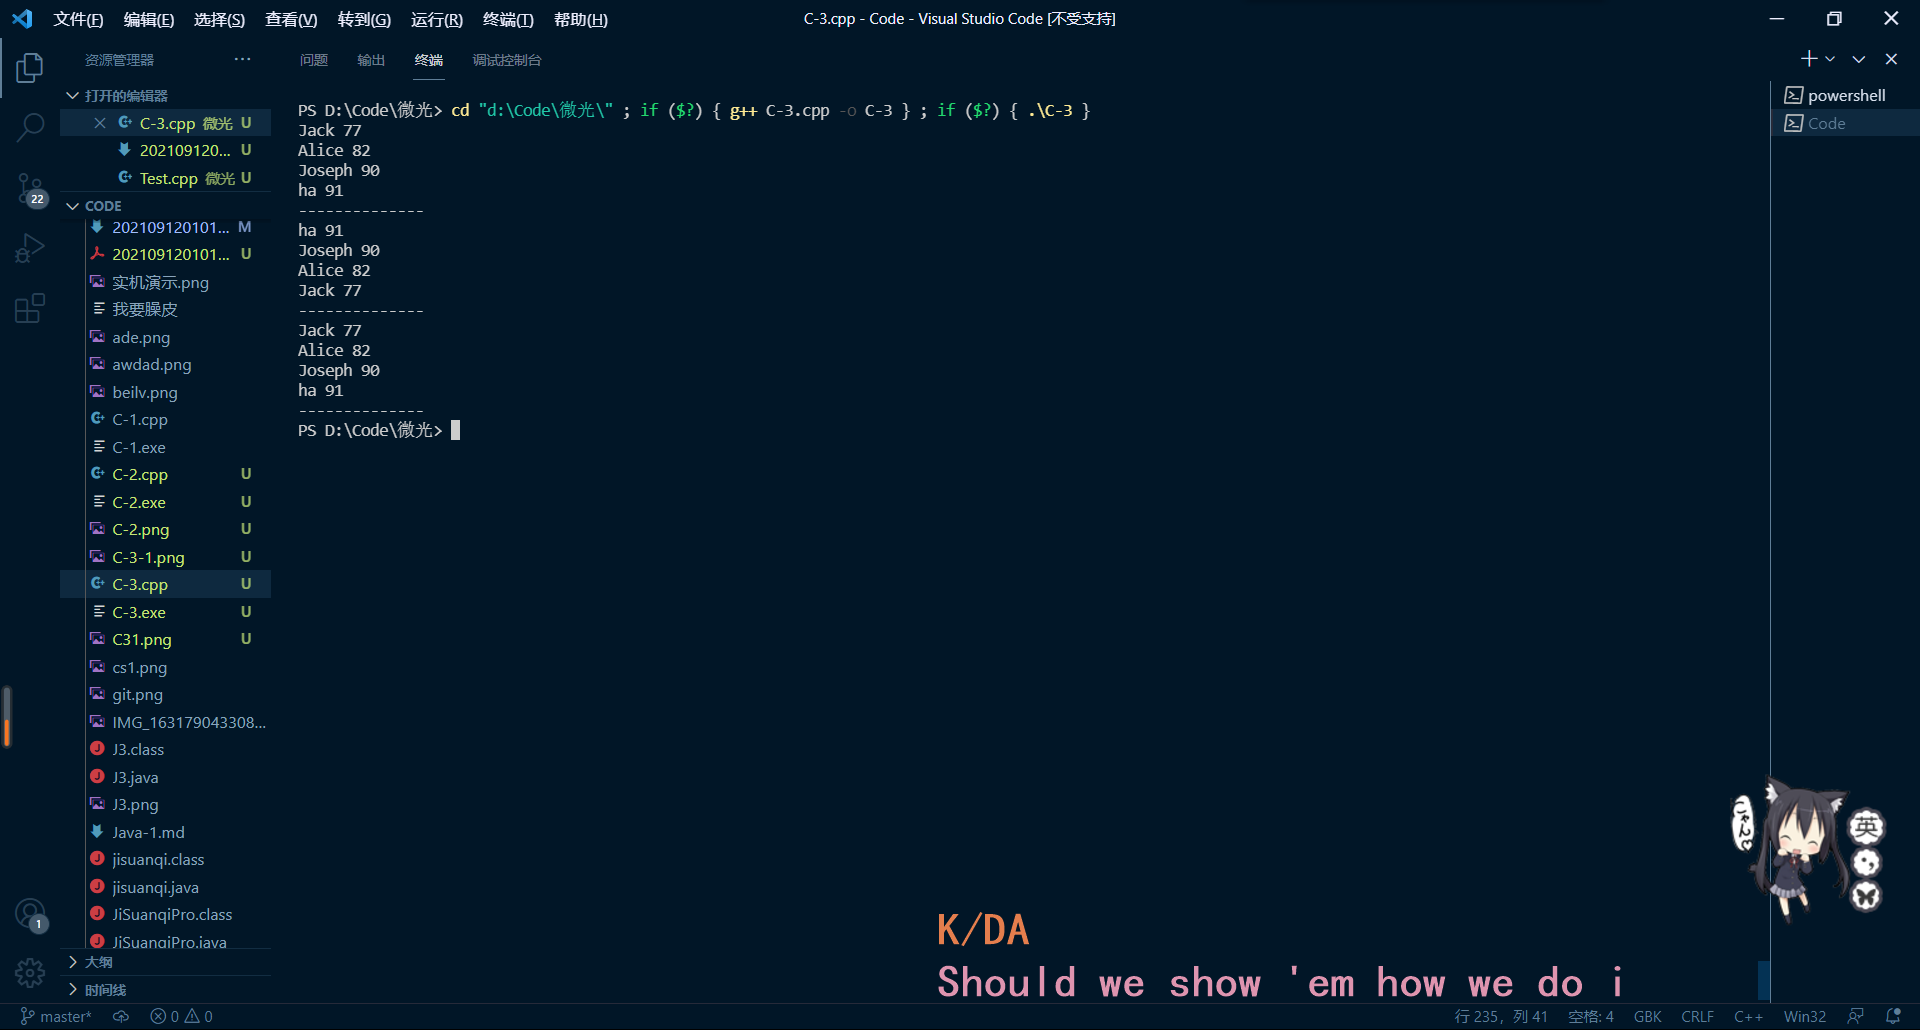 文件(F) 编辑(E) 选择(S) 查看(V) 转到(G) 运行(R) 终端(T) 帮助(H)
C-3.cpp - Code - Visual Studio Code [不受支持]
资源管理器
打开的编辑器
C-3.cpp 微光 U
202109120... U
Test.cpp 微光 U
CODE
202109120101... M
202109120101... U
实机演示.png
我要臊皮
ade.png
awdad.png
beilv.png
C-1.cpp
C-1.exe
C-2.cpp U
C-2.exe U
C-2.png U
C-3-1.png U
C-3.cpp U
C-3.exe U
C31.png U
cs1.png
git.png
IMG_163179043308...
J3.class
J3.java
J3.png
Java-1.md
jisuanqi.class
jisuanqi.java
JiSuanqiPro.class
JiSuanqiPro.java
大纲
时间线
22
1
问题 输出 终端 调试控制台
PS D:\Code\微光> cd "d:\Code\微光\" ; if ($?) { g++ C-3.cpp -o C-3 } ; if ($?) { .\C-3 }
Jack 77
Alice 82
Joseph 90
ha 91
--------------
ha 91
Joseph 90
Alice 82
Jack 77
--------------
Jack 77
Alice 82
Joseph 90
ha 91
--------------
PS D:\Code\微光>
powershell
Code
英
K/DA
Should we show 'em how we do i
master* 0 0
行 235，列 41 空格: 4 GBK CRLF C++ Win32